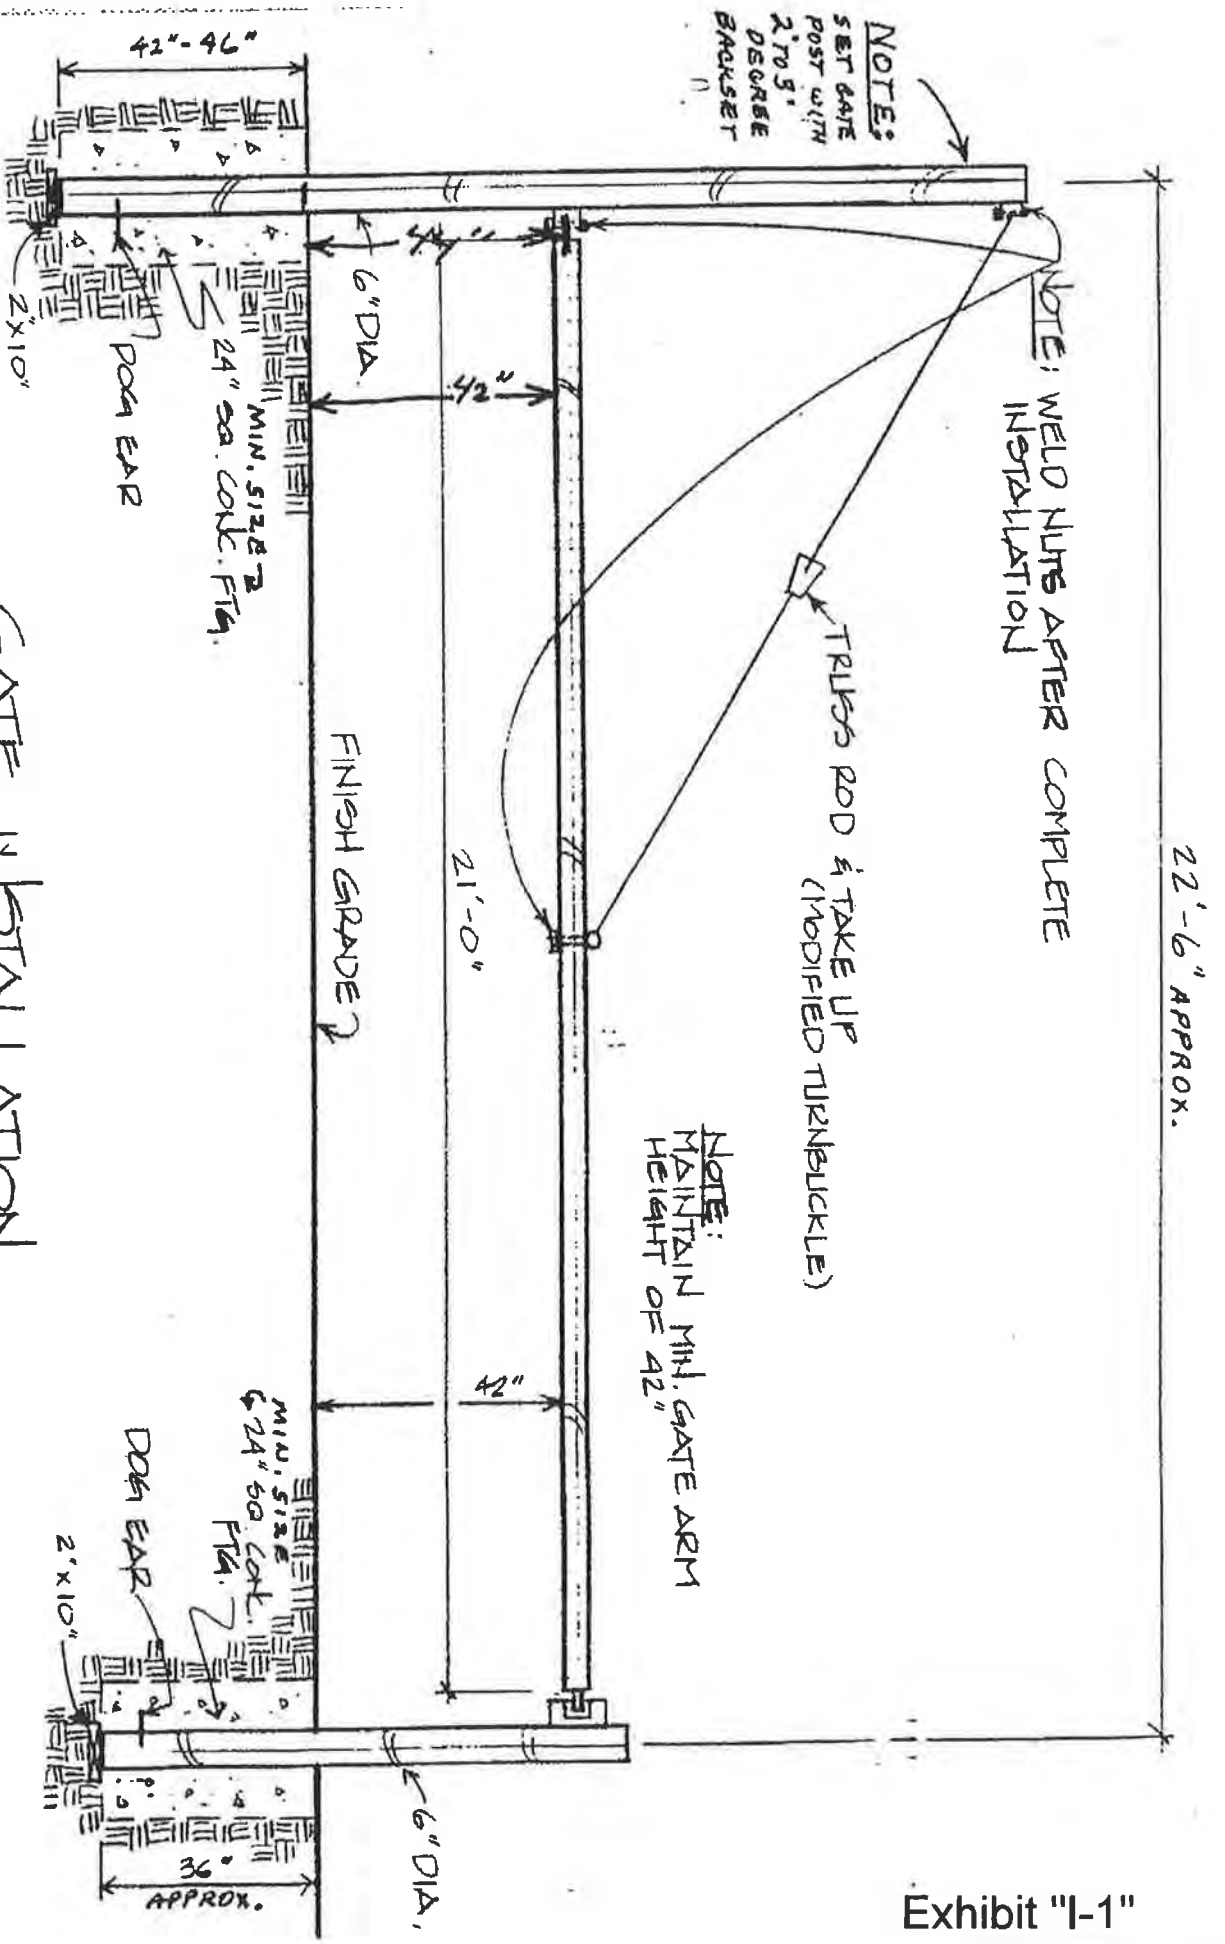 22'-6" APPROX.
NOTE:
SET GATE
POST WITH
2° TO 3°
DEGREE
BACKSET
NOTE: WELD NUTS AFTER COMPLETE
INSTALLATION
TRUSS ROD & TAKE UP
(MODIFIED TURNBUCKLE)
NOTE:
MAINTAIN MIN. GATE ARM
HEIGHT OF 42"
42"
42"
21'-0"
6" DIA.
6" DIA.
FINISH GRADE
42"-46"
MIN. SIZE
24" SQ. CONC. FTG.
DOG EAR
2"x10"
MIN. SIZE
24" SQ. CONC.
FTG.
DOG EAR
2"x10"
36"
APPROX.
GATE INSTALLATION
Exhibit "I-1"